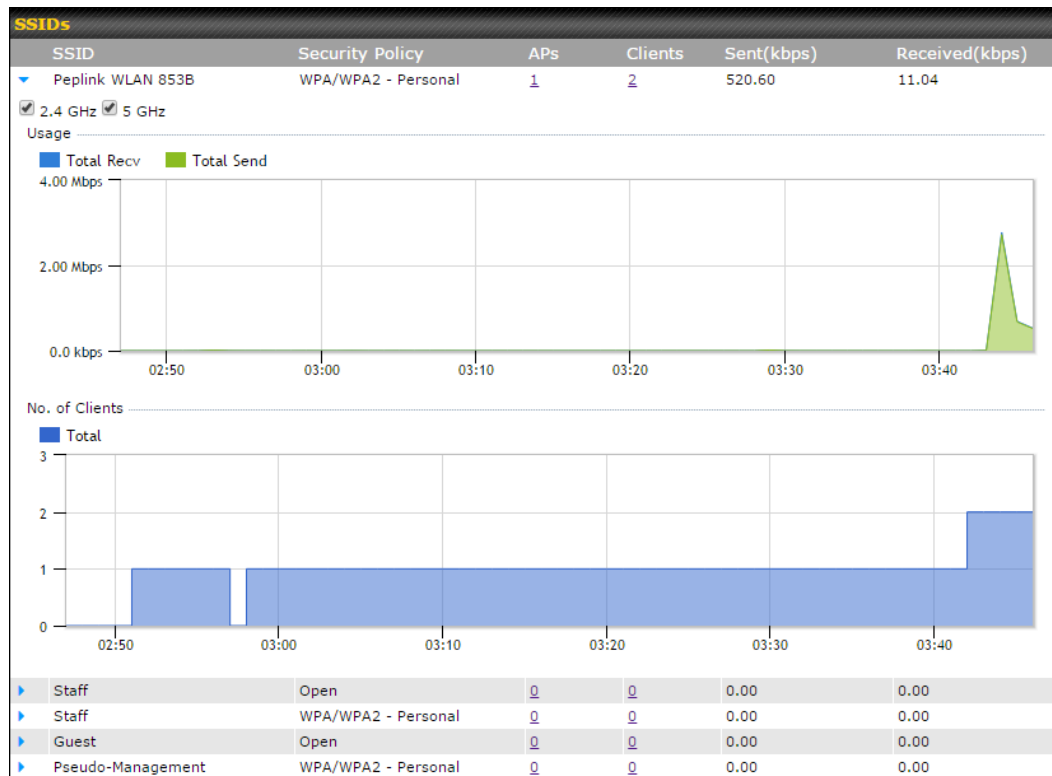 SSIDs
SSID Security Policy APs Clients Sent(kbps) Received(kbps)
Peplink WLAN 853B WPA/WPA2 - Personal 1 2 520.60 11.04
2.4 GHz 5 GHz
Usage
Total Recv Total Send
4.00 Mbps
2.00 Mbps
0.0 kbps
02:50 03:00 03:10 03:20 03:30 03:40
No. of Clients
Total
3
2
1
0
02:50 03:00 03:10 03:20 03:30 03:40
Staff Open 0 0 0.00 0.00
Staff WPA/WPA2 - Personal 0 0 0.00 0.00
Guest Open 0 0 0.00 0.00
Pseudo-Management WPA/WPA2 - Personal 0 0 0.00 0.00